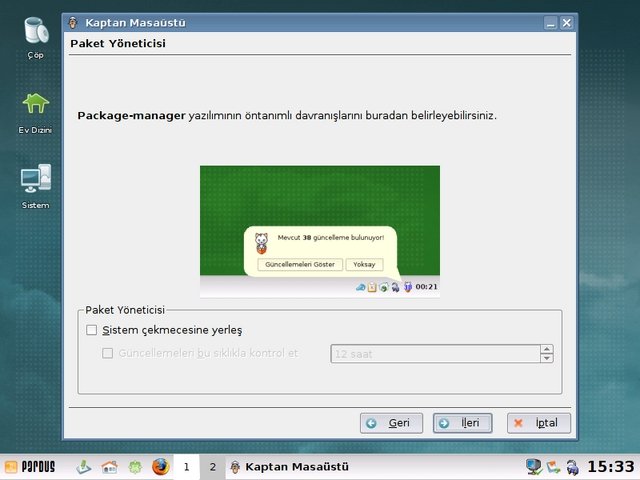 Kaptan Masaüstü
Çöp
Ev Dizini
Sistem
Paket Yöneticisi
Package-manager yazılımının öntanımlı davranışlarını buradan belirleyebilirsiniz.
Mevcut 38 güncelleme bulunuyor!
Güncellemeleri Göster Yoksay
00:21
Paket Yöneticisi
Sistem çekmecesine yerleş
Güncellemeleri bu sıklıkla kontrol et 12 saat
Geri İleri İptal
PARDUS 1 2 Kaptan Masaüstü 15:33